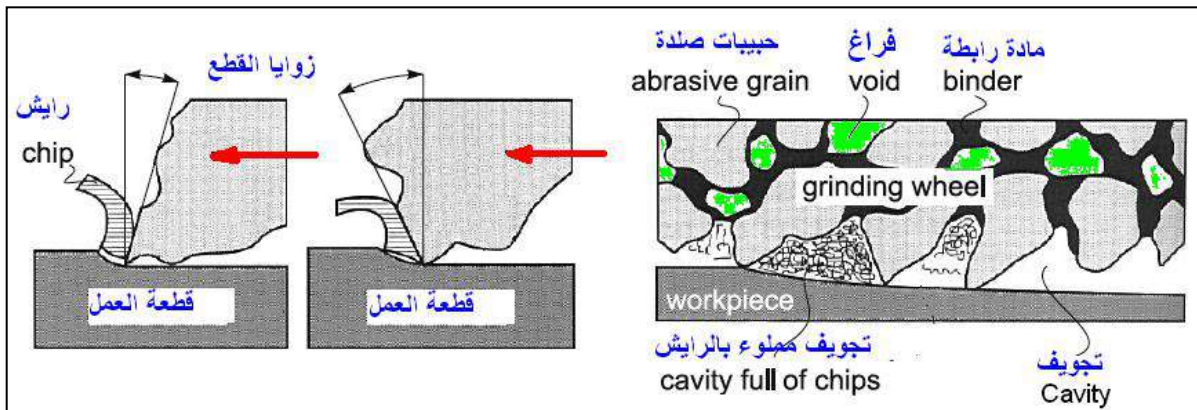 زوايا القطع
رايش
chip
قطعة العمل
قطعة العمل
حبيبات صلدة
abrasive grain
فراغ
void
مادة رابطة
binder
grinding wheel
workpiece
تجويف مملوء بالرايش
cavity full of chips
تجويف
Cavity